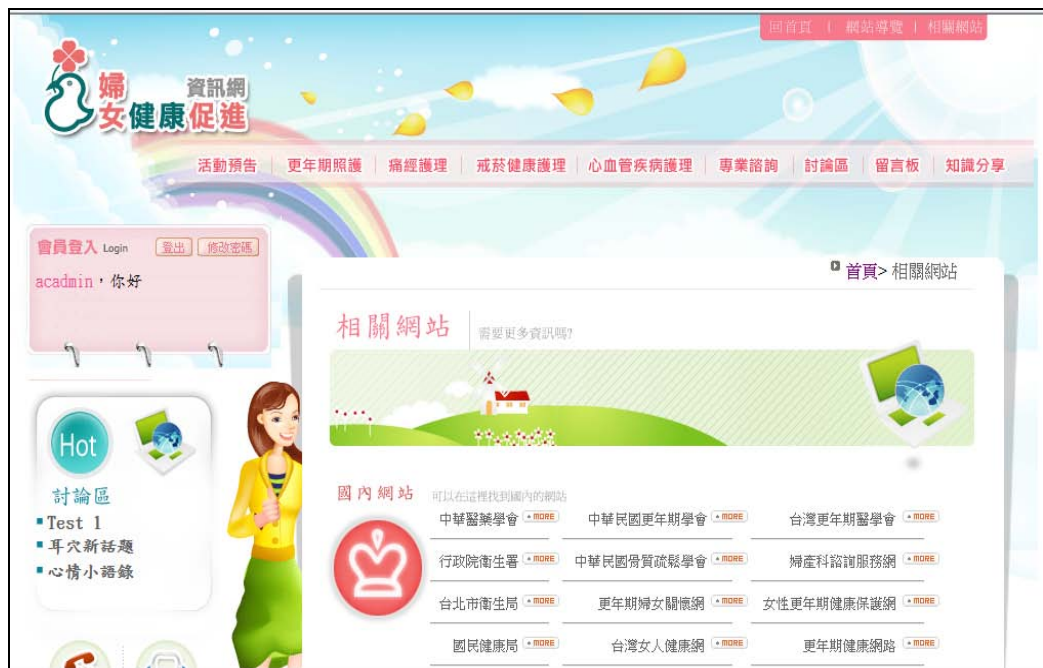 回首頁 | 網站導覽 | 相關網站
婦女健康促進 資訊網
活動預告 | 更年期照護 | 痛經護理 | 戒菸健康護理 | 心血管疾病護理 | 專業諮詢 | 討論區 | 留言板 | 知識分享
會員登入 Login 登出 修改密碼
acadmin，你好
首頁> 相關網站
相關網站 需要更多資訊嗎?
Hot
討論區
Test 1
耳穴新話題
心情小語錄
國內網站 可以在這裡找到國內的網站
中華醫藥學會 MORE 中華民國更年期學會 MORE 台灣更年期醫學會 MORE
行政院衛生署 MORE 中華民國骨質疏鬆學會 MORE 婦產科諮詢服務網 MORE
台北市衛生局 MORE 更年期婦女關懷網 MORE 女性更年期健康保護網 MORE
國民健康局 MORE 台灣女人健康網 MORE 更年期健康網路 MORE